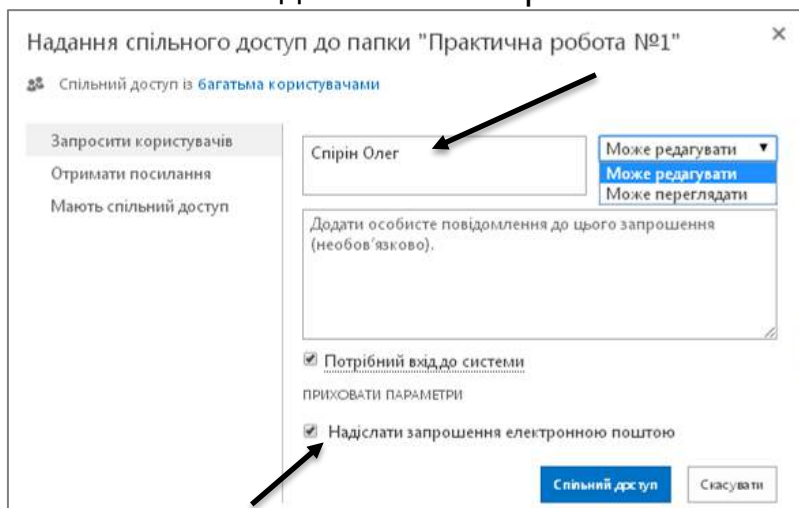 Надання спільного доступ до папки "Практична робота №1"
Спільний доступ із багатьма користувачами
Запросити користувачів
Отримати посилання
Мають спільний доступ
Спірін Олег
Може редагувати
Може редагувати
Може переглядати
Додати особисте повідомлення до цього запрошення
(необов'язково).
Потрібний вхід до системи
ПРИХОВАТИ ПАРАМЕТРИ
Надіслати запрошення електронною поштою
Спільний доступ
Скасувати